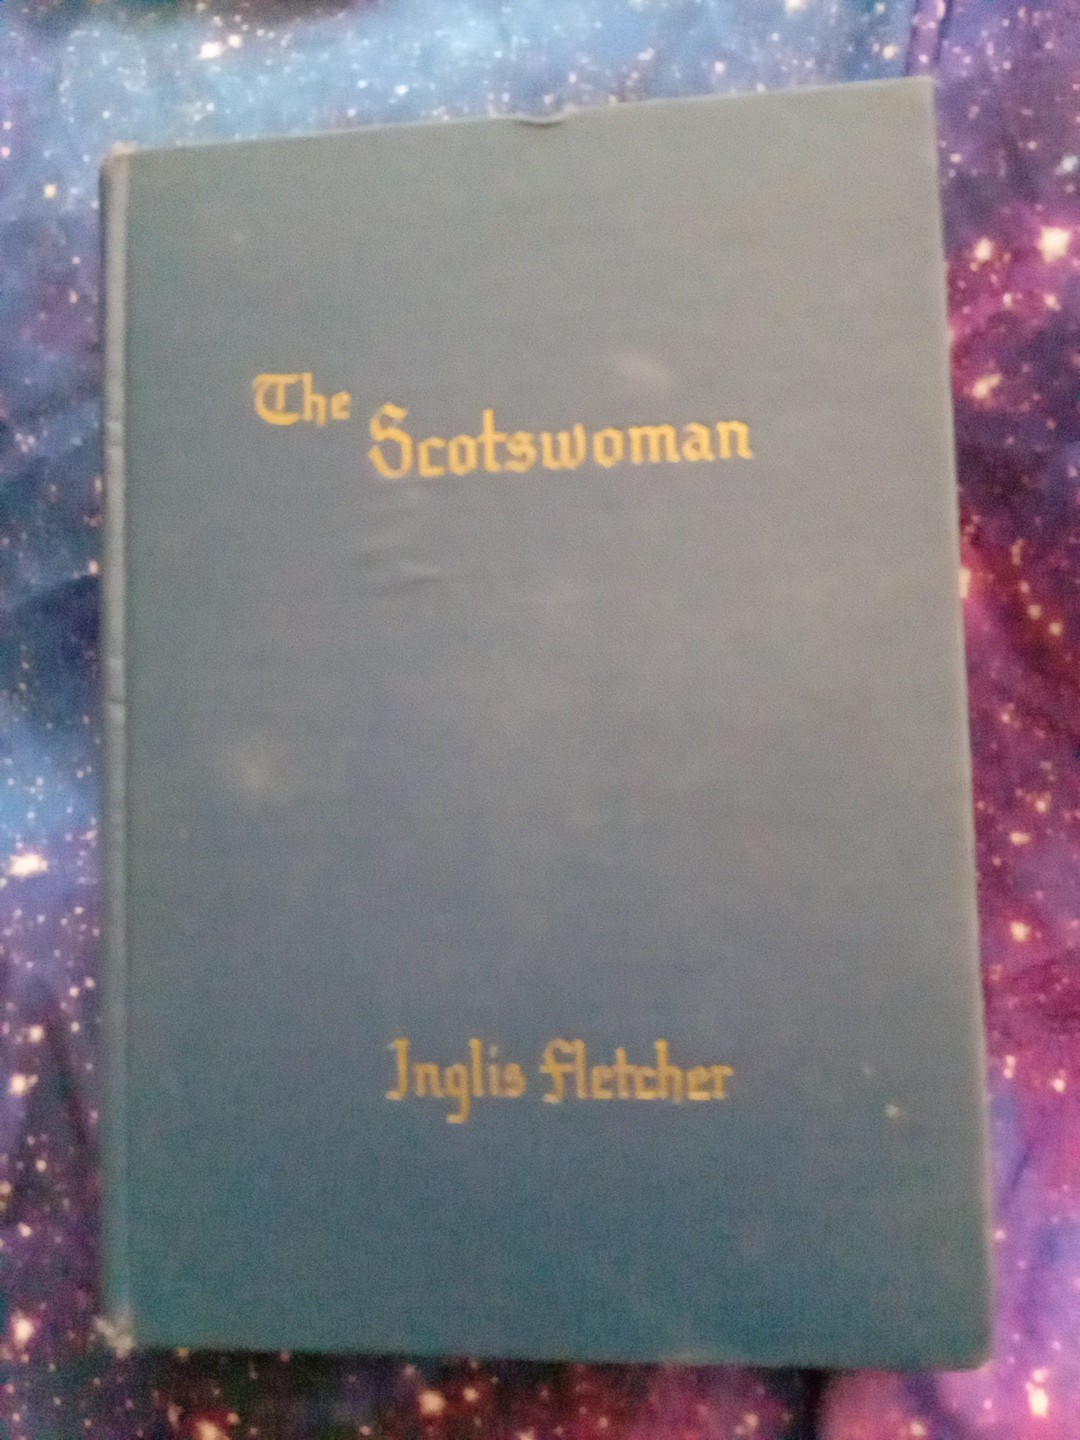 The
Scotswoman
Inglis Fletcher